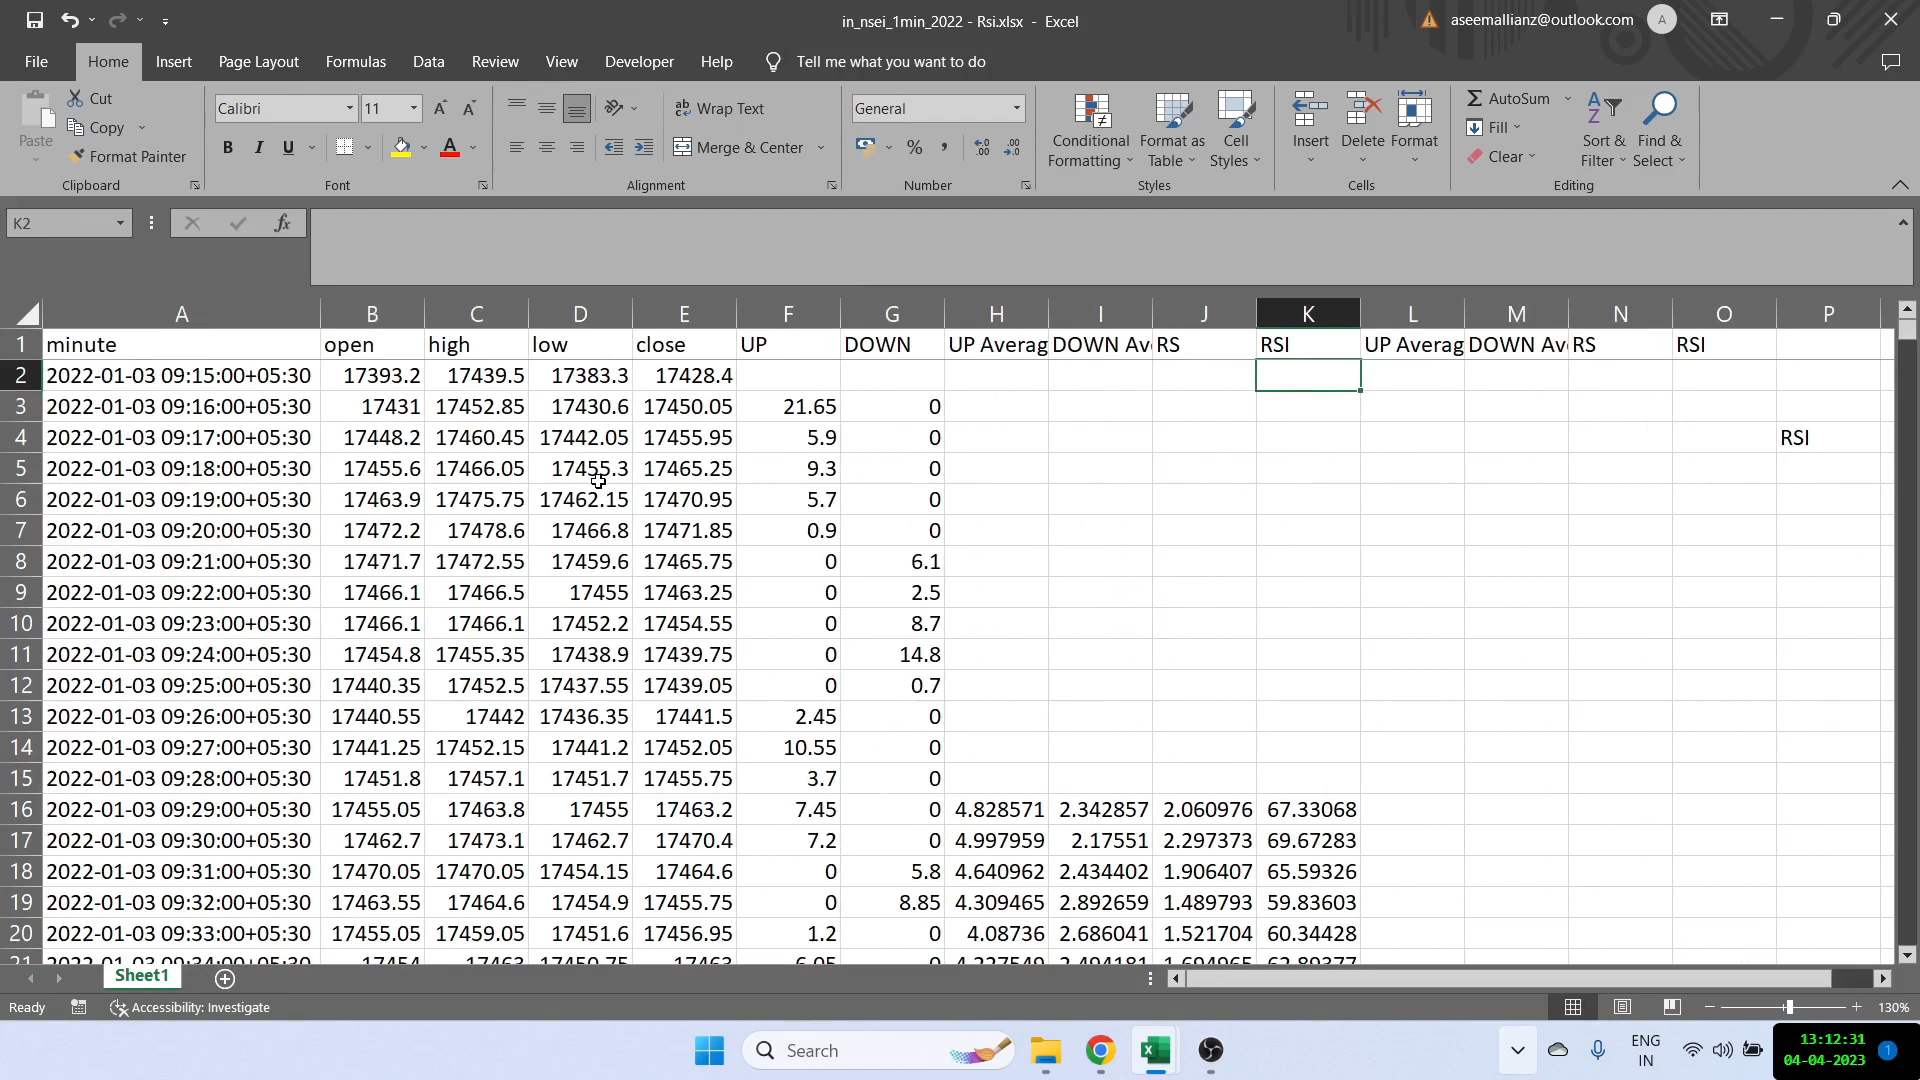 in_nsei_1min_2022 - Rsi.xlsx - Excel
aseemallianz@outlook.com A
File Home Insert Page Layout Formulas Data Review View Developer Help Tell me what you want to do
Paste Cut Copy Format Painter Clipboard
Calibri 11 B I U A Font
ab Wrap Text Merge & Center Alignment
General % , Number
Conditional Formatting Format as Table Cell Styles Styles
Insert Delete Format Cells
AutoSum Fill Clear Sort & Filter Find & Select Editing
K2 fx
A B C D E F G H I J K L M N O P
1 minute open high low close UP DOWN UP Averag DOWN Av RS RSI UP Averag DOWN Av RS RSI
2 2022-01-03 09:15:00+05:30 17393.2 17439.5 17383.3 17428.4
3 2022-01-03 09:16:00+05:30 17431 17452.85 17430.6 17450.05 21.65 0
4 2022-01-03 09:17:00+05:30 17448.2 17460.45 17442.05 17455.95 5.9 0 RSI
5 2022-01-03 09:18:00+05:30 17455.6 17466.05 17455.3 17465.25 9.3 0
6 2022-01-03 09:19:00+05:30 17463.9 17475.75 17462.15 17470.95 5.7 0
7 2022-01-03 09:20:00+05:30 17472.2 17478.6 17466.8 17471.85 0.9 0
8 2022-01-03 09:21:00+05:30 17471.7 17472.55 17459.6 17465.75 0 6.1
9 2022-01-03 09:22:00+05:30 17466.1 17466.5 17455 17463.25 0 2.5
10 2022-01-03 09:23:00+05:30 17466.1 17466.1 17452.2 17454.55 0 8.7
11 2022-01-03 09:24:00+05:30 17454.8 17455.35 17438.9 17439.75 0 14.8
12 2022-01-03 09:25:00+05:30 17440.35 17452.5 17437.55 17439.05 0 0.7
13 2022-01-03 09:26:00+05:30 17440.55 17442 17436.35 17441.5 2.45 0
14 2022-01-03 09:27:00+05:30 17441.25 17452.15 17441.2 17452.05 10.55 0
15 2022-01-03 09:28:00+05:30 17451.8 17457.1 17451.7 17455.75 3.7 0
16 2022-01-03 09:29:00+05:30 17455.05 17463.8 17455 17463.2 7.45 0 4.828571 2.342857 2.060976 67.33068
17 2022-01-03 09:30:00+05:30 17462.7 17473.1 17462.7 17470.4 7.2 0 4.997959 2.17551 2.297373 69.67283
18 2022-01-03 09:31:00+05:30 17470.05 17470.05 17454.15 17464.6 0 5.8 4.640962 2.434402 1.906407 65.59326
19 2022-01-03 09:32:00+05:30 17463.55 17464.6 17454.9 17455.75 0 8.85 4.309465 2.892659 1.489793 59.83603
20 2022-01-03 09:33:00+05:30 17455.05 17459.05 17451.6 17456.95 1.2 0 4.08736 2.686041 1.521704 60.34428
Sheet1
Ready Accessibility: Investigate 130%
Search
ENG IN
13:12:31
04-04-2023
1